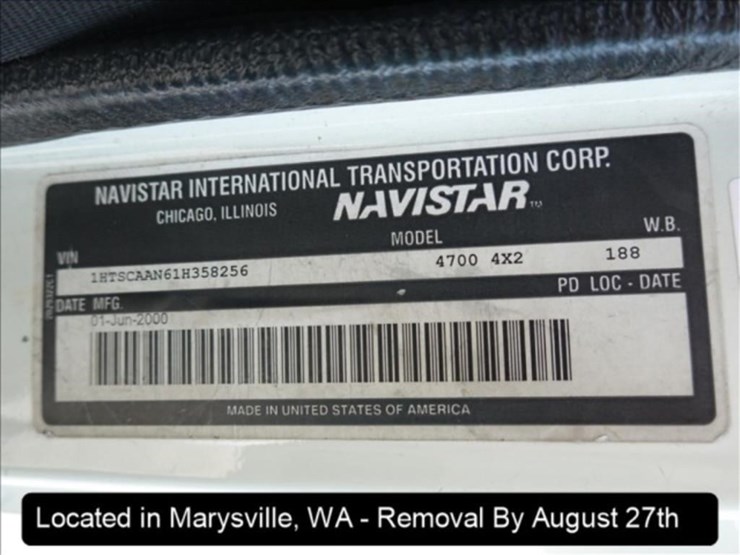 NAVISTAR INTERNATIONAL TRANSPORTATION CORP.
CHICAGO, ILLINOIS
NAVISTAR™
VIN
MODEL
W.B.
1HTSCAAN61H358256
4700 4X2
188
DATE MFG.
PD LOC - DATE
01-Jun-2000
MADE IN UNITED STATES OF AMERICA
Located in Marysville, WA - Removal By August 27th